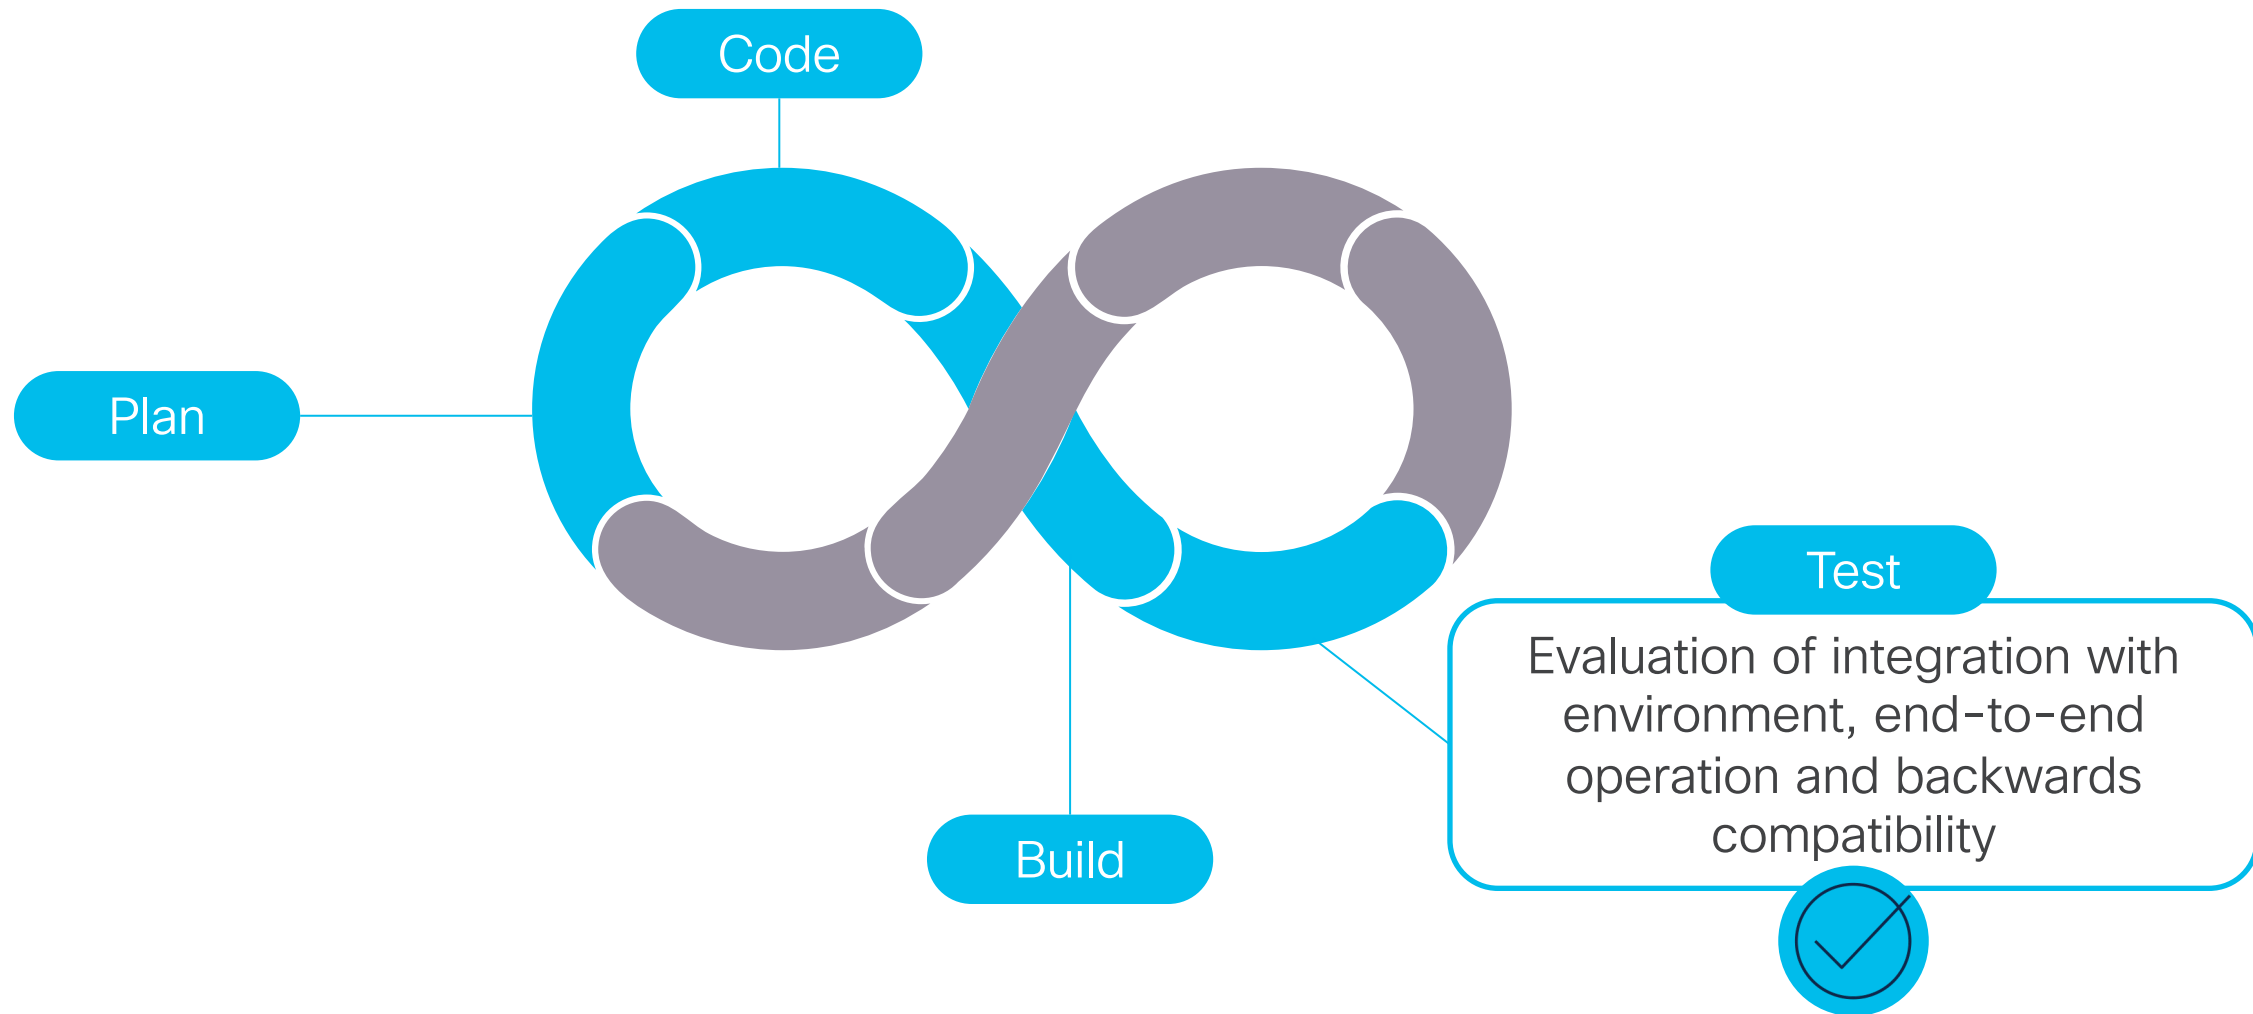 Code
Plan
Test
Evaluation of integration with
environment, end-to-end
operation and backwards
compatibility
Build